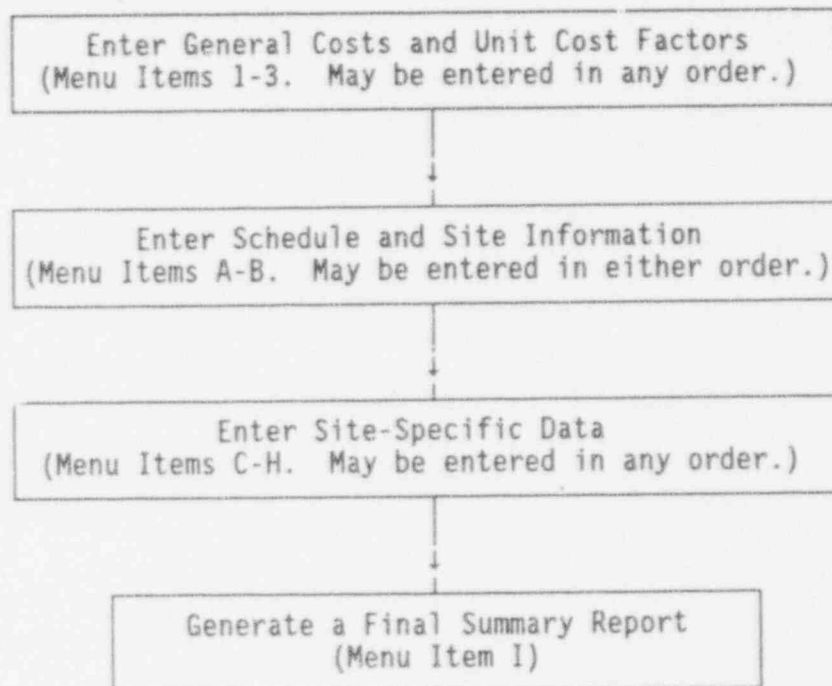 Enter General Costs and Unit Cost Factors
(Menu Items 1-3. May be entered in any order.)
Enter Schedule and Site Information
(Menu Items A-B. May be entered in either order.)
Enter Site-Specific Data
(Menu Items C-H. May be entered in any order.)
Generate a Final Summary Report
(Menu Item I)